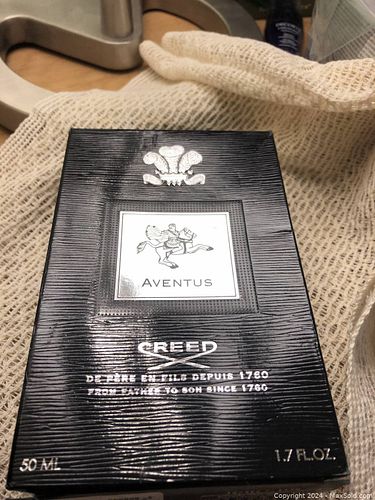 AVENTUS
CREED
DE PÈRE EN FILS DEPUIS 1760
FROM FATHER TO SON SINCE 1760
50 ML 1.7 FL.OZ.
Copyright 2024 - MaxSold.com